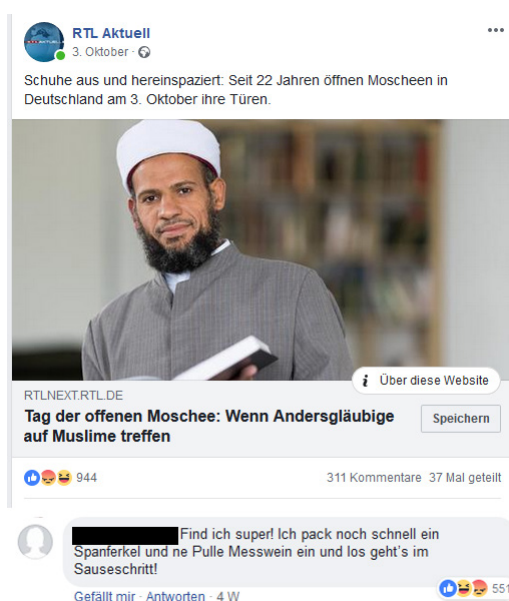 RTL Aktuell
3. Oktober ·
Schuhe aus und hereinspaziert: Seit 22 Jahren öffnen Moscheen in
Deutschland am 3. Oktober ihre Türen.
i Über diese Website
RTLNEXT.RTL.DE
Tag der offenen Moschee: Wenn Andersgläubige
auf Muslime treffen
Speichern
944
311 Kommentare 37 Mal geteilt
Find ich super! Ich pack noch schnell ein
Spanferkel und ne Pulle Messwein ein und los geht's im
Sauseschritt!
551
Gefällt mir · Antworten · 4 W